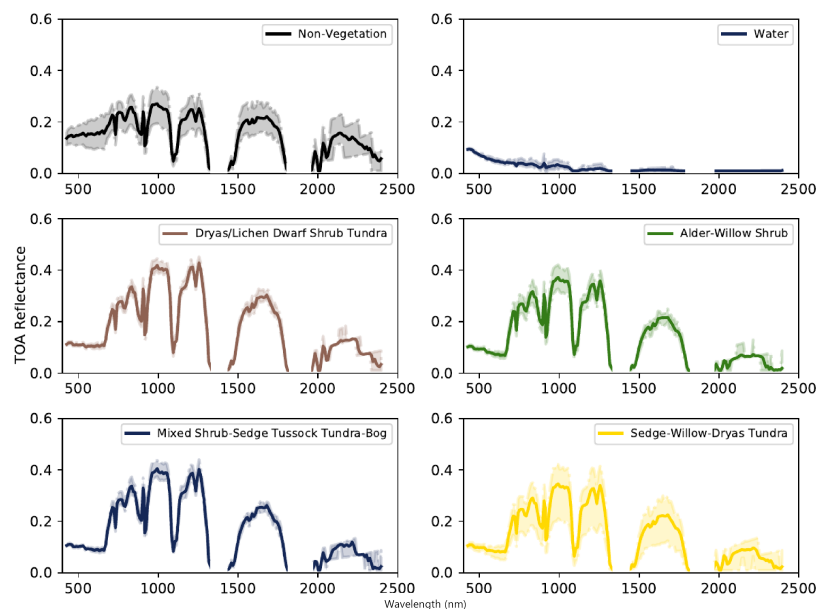 0.6
0.4
0.2
0.0
Non-Vegetation
500 1000 1500 2000 2500
0.6
0.4
0.2
0.0
Water
500 1000 1500 2000 2500
TOA Reflectance
0.6
0.4
0.2
0.0
Dryas/Lichen Dwarf Shrub Tundra
500 1000 1500 2000 2500
0.6
0.4
0.2
0.0
Alder-Willow Shrub
500 1000 1500 2000 2500
0.6
0.4
0.2
0.0
Mixed Shrub-Sedge Tussock Tundra-Bog
500 1000 1500 2000 2500
0.6
0.4
0.2
0.0
Sedge-Willow-Dryas Tundra
500 1000 1500 2000 2500
Wavelength (nm)